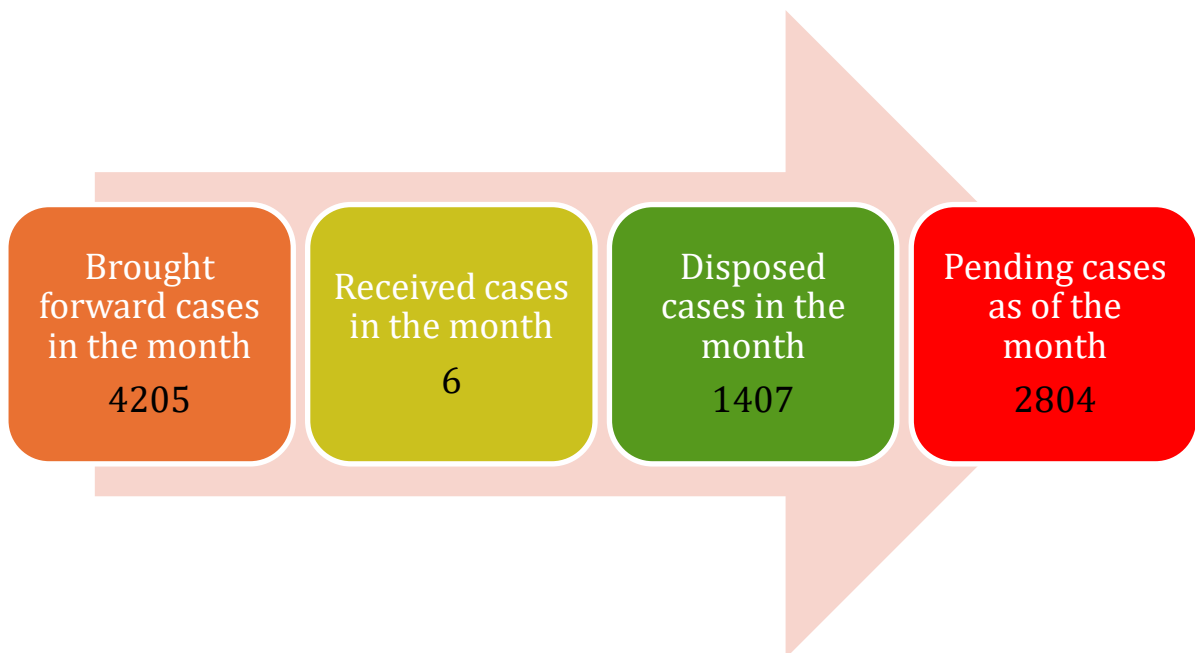 Brought
forward cases
in the month
4205
Received cases
in the month
6
Disposed
cases in the
month
1407
Pending cases
as of the
month
2804